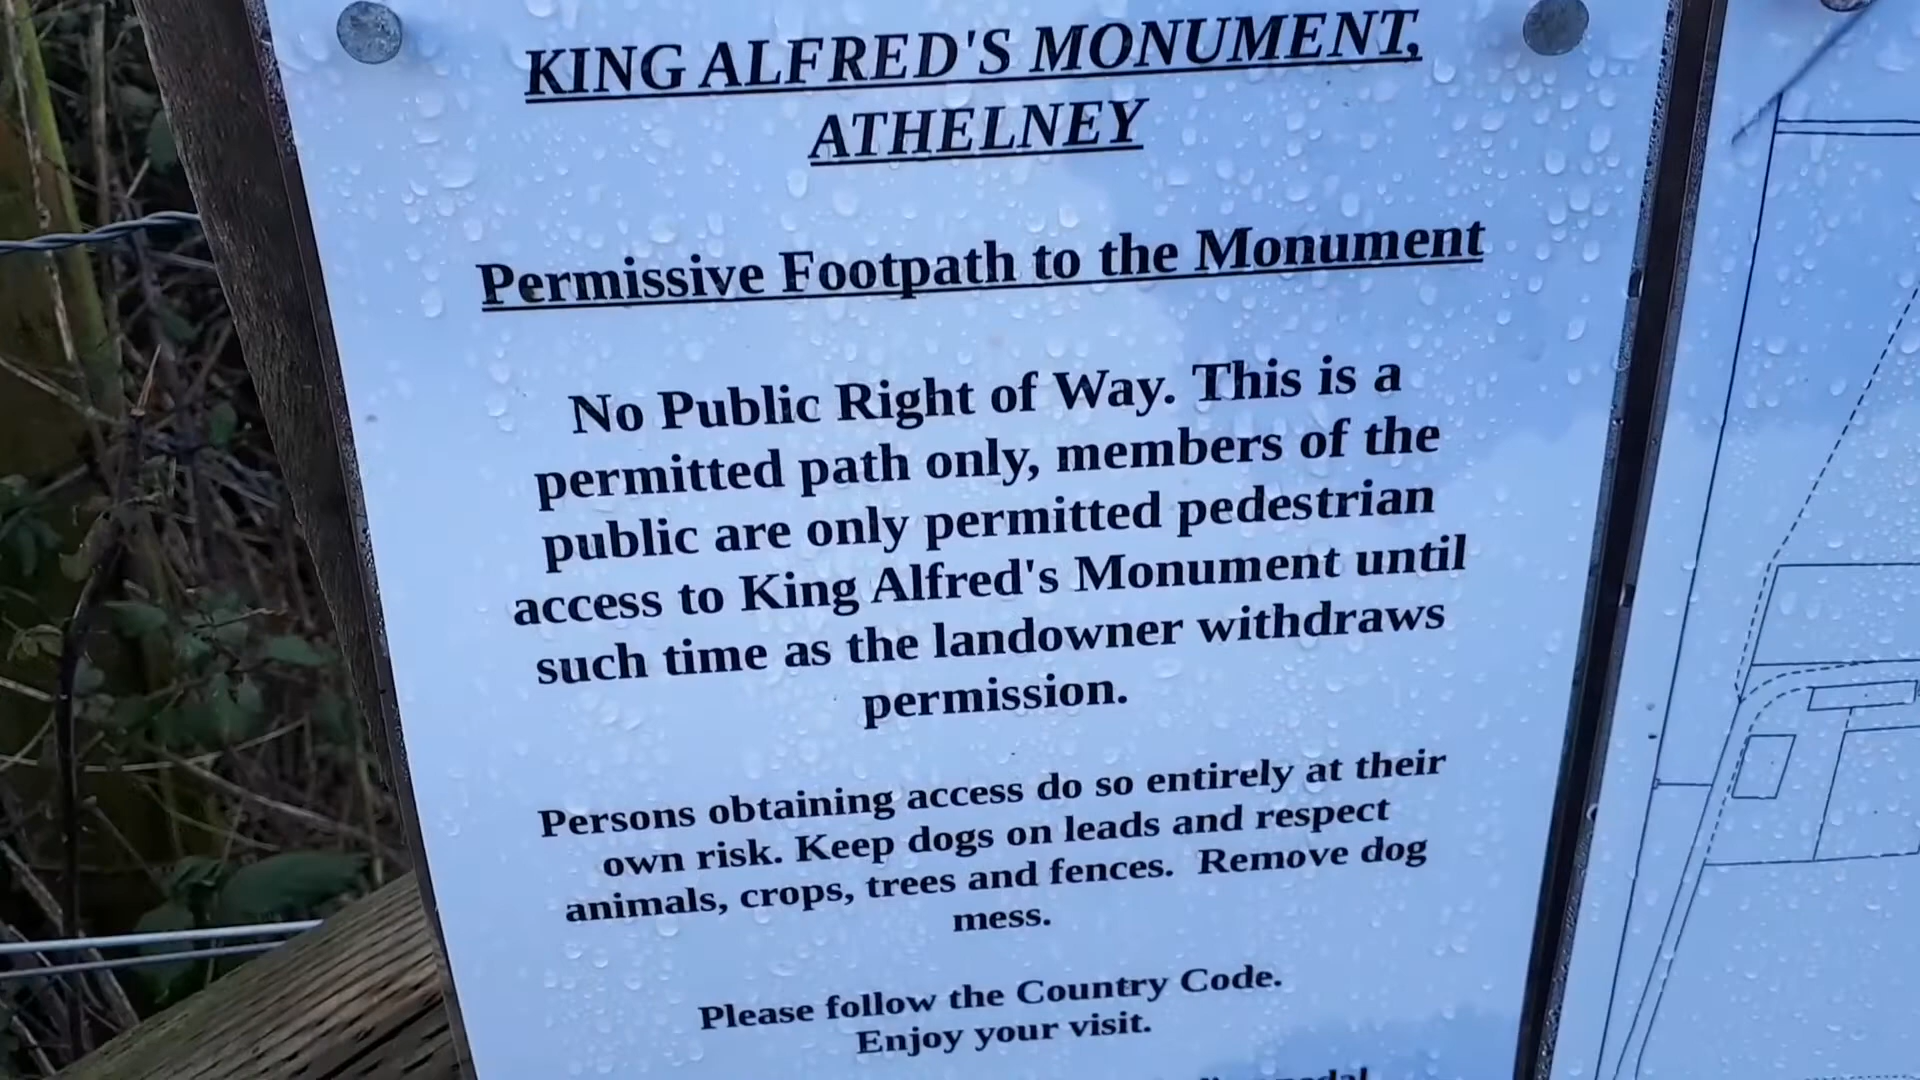 KING ALFRED'S MONUMENT,
ATHELNEY
Permissive Footpath to the Monument
No Public Right of Way. This is a
permitted path only, members of the
public are only permitted pedestrian
access to King Alfred's Monument until
such time as the landowner withdraws
permission.
Persons obtaining access do so entirely at their
own risk. Keep dogs on leads and respect
animals, crops, trees and fences. Remove dog
mess.
Please follow the Country Code.
Enjoy your visit.